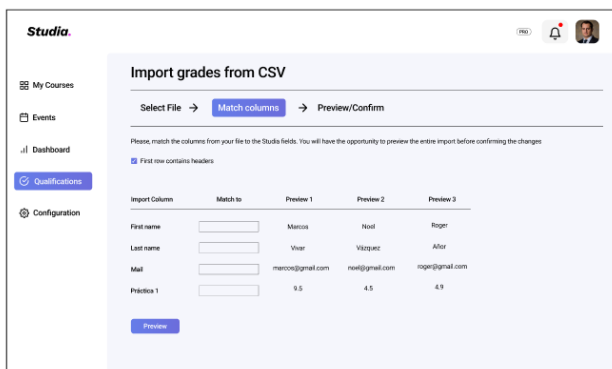 Studia.
PRO
My Courses
Events
Dashboard
Qualifications
Configuration
Import grades from CSV
Select File → Match columns → Preview/Confirm
Please, match the columns from your file to the Studia fields. You will have the opportunity to preview the entire import before confirming the changes
First row contains headers
Import Column Match to Preview 1 Preview 2 Preview 3
First name Marcos Noel Roger
Last name Vivar Vázquez Añor
Mail marcos@gmail.com noel@gmail.com roger@gmail.com
Práctica 1 9.5 4.5 4.9
Preview